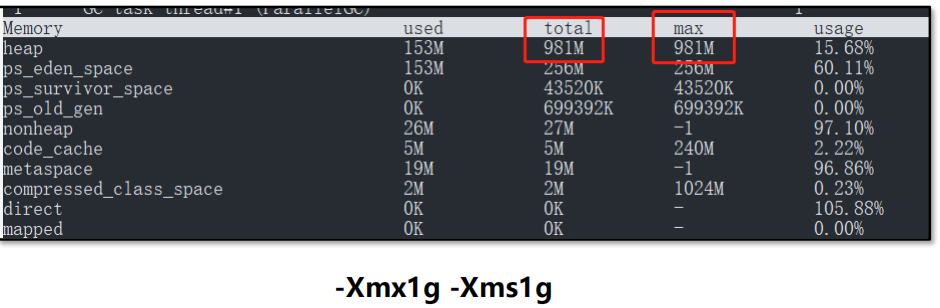 1 GC task thread#1 (ParallelGC) 1
Memory used total max usage
heap 153M 981M 981M 15.68%
ps_eden_space 153M 256M 256M 60.11%
ps_survivor_space 0K 43520K 43520K 0.00%
ps_old_gen 0K 699392K 699392K 0.00%
nonheap 26M 27M -1 97.10%
code_cache 5M 5M 240M 2.22%
metaspace 19M 19M -1 96.86%
compressed_class_space 2M 2M 1024M 0.23%
direct 0K 0K - 105.88%
mapped 0K 0K - 0.00%
-Xmx1g -Xms1g